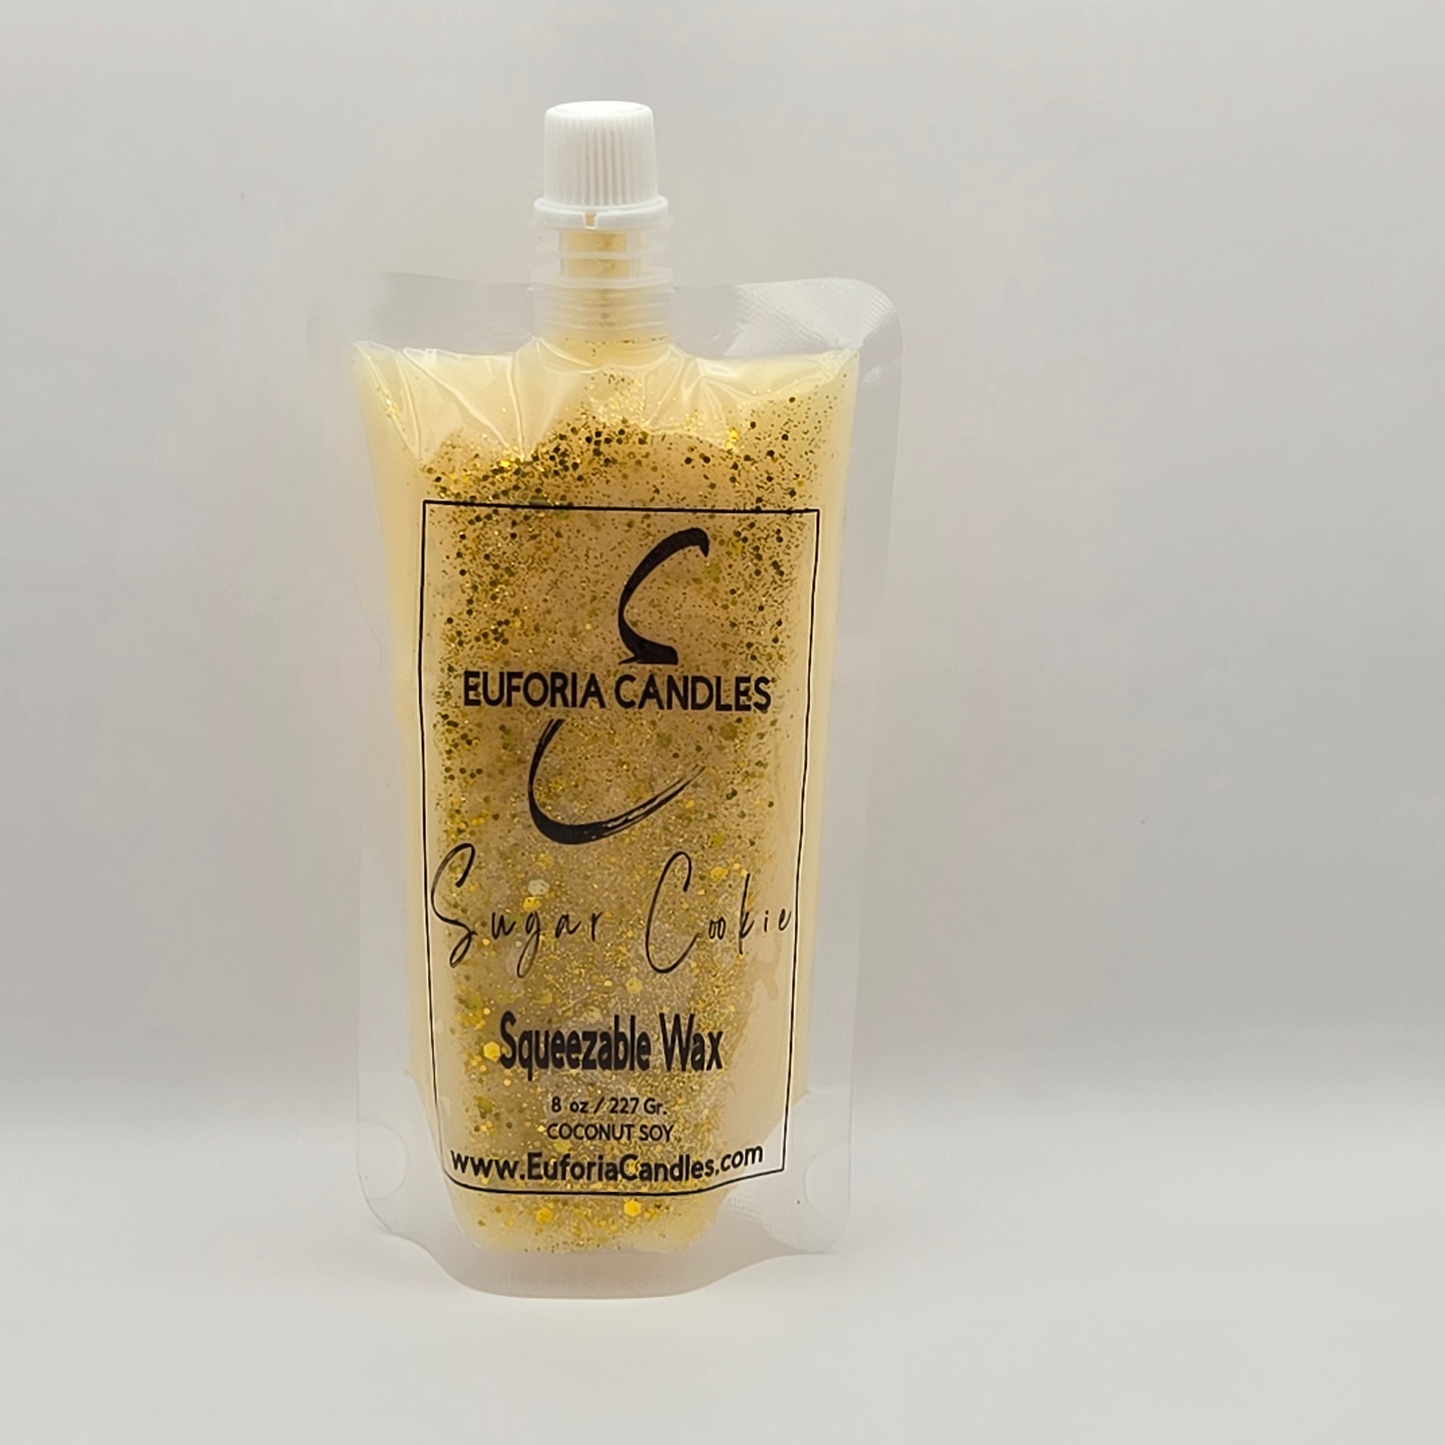 EUFORIA CANDLES
Sugar Cookie
Squeezable Wax
8 oz / 227 Gr.
COCONUT SOY
www.EuforiaCandles.com